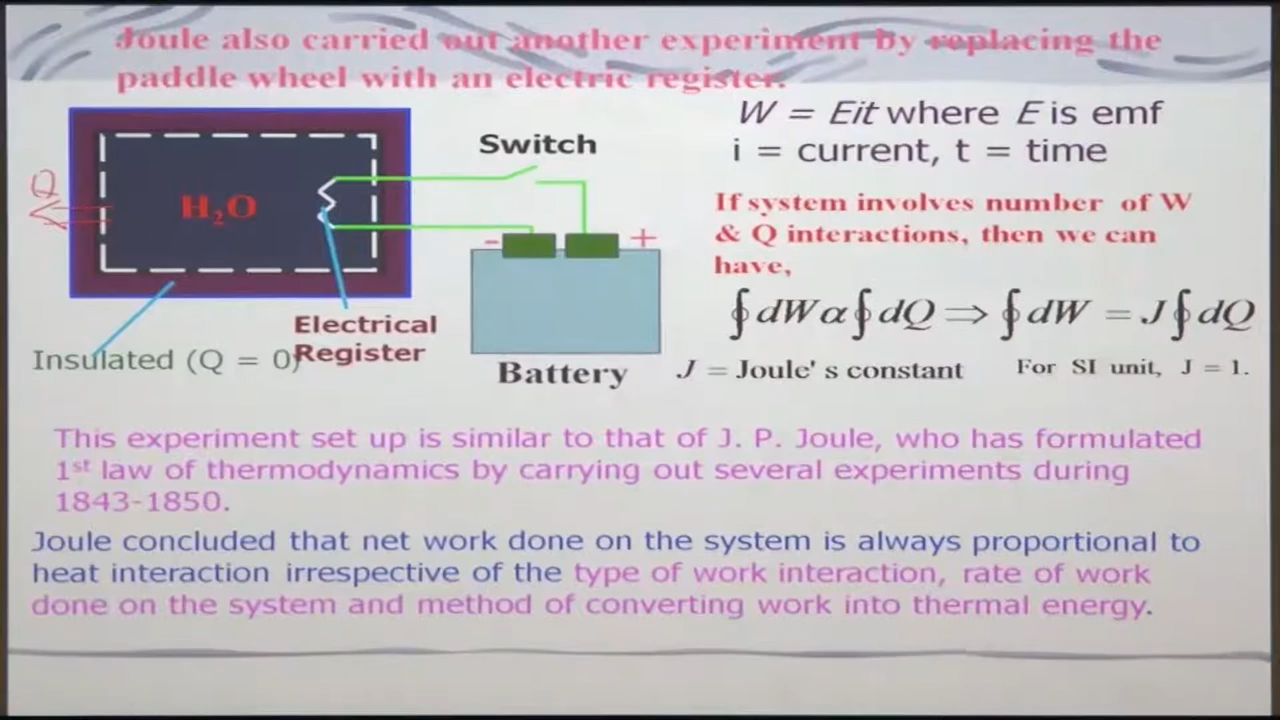 Joule also carried out another experiment by replacing the
paddle wheel with an electric register.
W = Eit where E is emf
i = current, t = time
Switch
Q
H₂O
- +
If system involves number of W
& Q interactions, then we can
have,
∮dW α ∮dQ ⇒ ∮dW = J∮dQ
Electrical
Register
Insulated (Q = 0)
Battery
J = Joule's constant For SI unit, J = 1.
This experiment set up is similar to that of J. P. Joule, who has formulated
1st law of thermodynamics by carrying out several experiments during
1843-1850.
Joule concluded that net work done on the system is always proportional to
heat interaction irrespective of the type of work interaction, rate of work
done on the system and method of converting work into thermal energy.